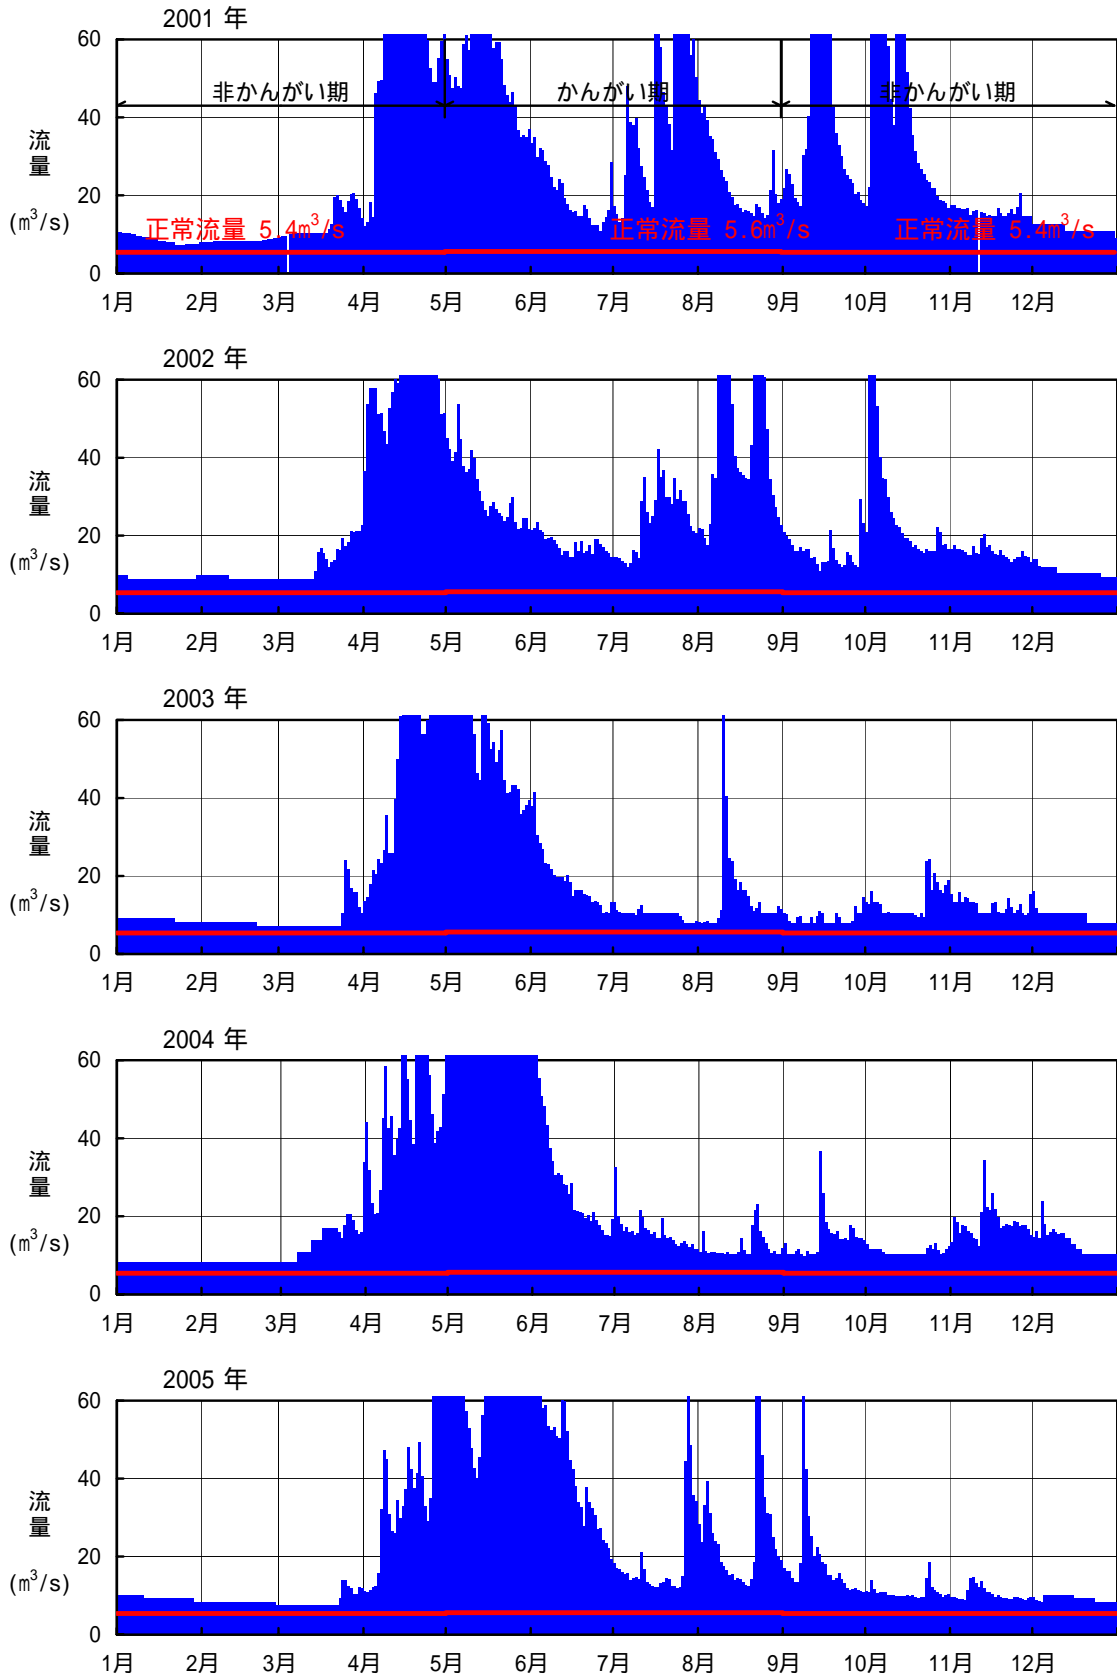 2001 年
60
非かんがい期 かんがい期 非かんがい期
40
流量
20
(m³/s)
正常流量 5.4m³/s 正常流量 5.6m³/s 正常流量 5.4m³/s
0
1月 2月 3月 4月 5月 6月 7月 8月 9月 10月 11月 12月
2002 年
60
40
流量
20
(m³/s)
0
1月 2月 3月 4月 5月 6月 7月 8月 9月 10月 11月 12月
2003 年
60
40
流量
20
(m³/s)
0
1月 2月 3月 4月 5月 6月 7月 8月 9月 10月 11月 12月
2004 年
60
40
流量
20
(m³/s)
0
1月 2月 3月 4月 5月 6月 7月 8月 9月 10月 11月 12月
2005 年
60
40
流量
20
(m³/s)
0
1月 2月 3月 4月 5月 6月 7月 8月 9月 10月 11月 12月